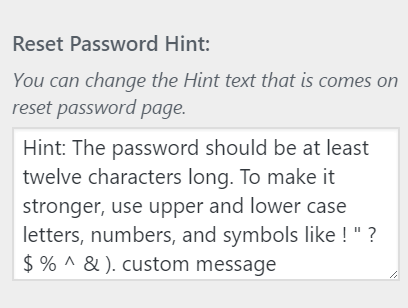 Reset Password Hint:
You can change the Hint text that is comes on
reset password page.
Hint: The password should be at least
twelve characters long. To make it
stronger, use upper and lower case
letters, numbers, and symbols like ! " ?
$ % ^ & ). custom message